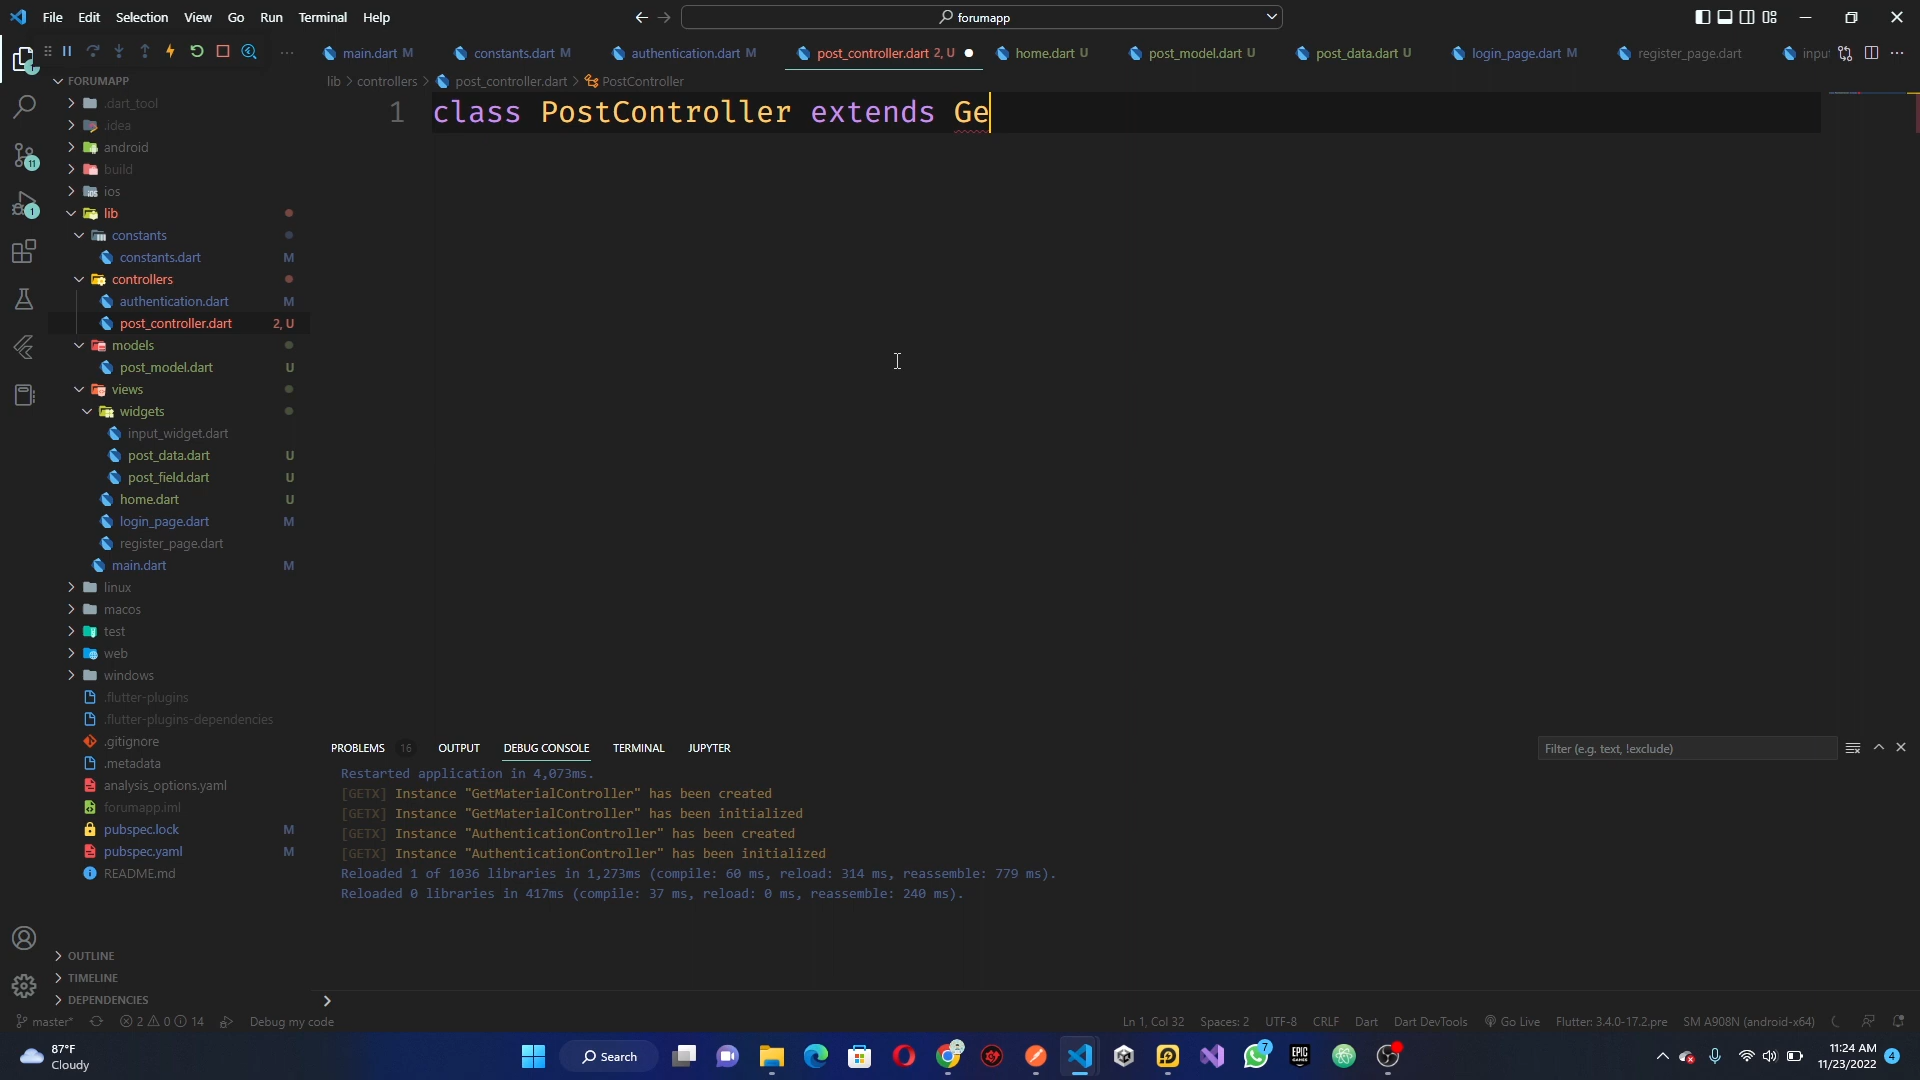 File Edit Selection View Go Run Terminal Help
forumapp
main.dart M
constants.dart M
authentication.dart M
post_controller.dart 2, U
home.dart U
post_model.dart U
post_data.dart U
login_page.dart M
register_page.dart
input
FORUMAPP
lib > controllers > post_controller.dart > PostController
.dart_tool
.idea
android
build
ios
lib
constants
constants.dart M
controllers
authentication.dart M
post_controller.dart 2, U
models
post_model.dart U
views
widgets
input_widget.dart
post_data.dart U
post_field.dart U
home.dart U
login_page.dart M
register_page.dart
main.dart M
linux
macos
test
web
windows
.flutter-plugins
.flutter-plugins-dependencies
.gitignore
.metadata
analysis_options.yaml
forumapp.iml
pubspec.lock M
pubspec.yaml M
README.md
OUTLINE
TIMELINE
DEPENDENCIES
11
1
1 class PostController extends Ge
PROBLEMS 16 OUTPUT DEBUG CONSOLE TERMINAL JUPYTER
Filter (e.g. text, !exclude)
Restarted application in 4,073ms.
[GETX] Instance "GetMaterialController" has been created
[GETX] Instance "GetMaterialController" has been initialized
[GETX] Instance "AuthenticationController" has been created
[GETX] Instance "AuthenticationController" has been initialized
Reloaded 1 of 1036 libraries in 1,273ms (compile: 60 ms, reload: 314 ms, reassemble: 779 ms).
Reloaded 0 libraries in 417ms (compile: 37 ms, reload: 0 ms, reassemble: 240 ms).
master* 2 0 14 Debug my code
Ln 1, Col 32 Spaces: 2 UTF-8 CRLF Dart Dart DevTools Go Live Flutter: 3.4.0-17.2.pre SM A908N (android-x64)
87°F
Cloudy
Search
7
EPIC GAMES
11:24 AM
11/23/2022
4